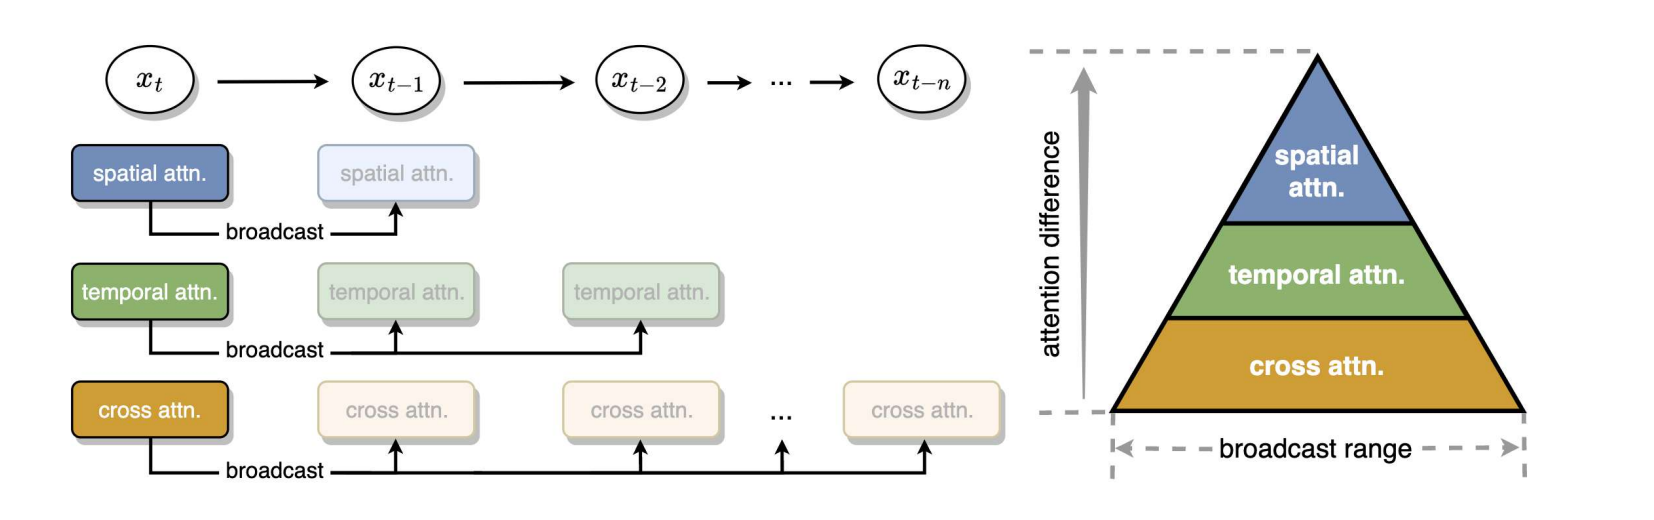 x_t x_{t−1} x_{t−2} ... x_{t−n}
spatial attn. spatial attn.
broadcast
temporal attn. temporal attn. temporal attn.
broadcast
cross attn. cross attn. cross attn. ... cross attn.
broadcast
attention difference
spatial
attn.
temporal attn.
cross attn.
broadcast range